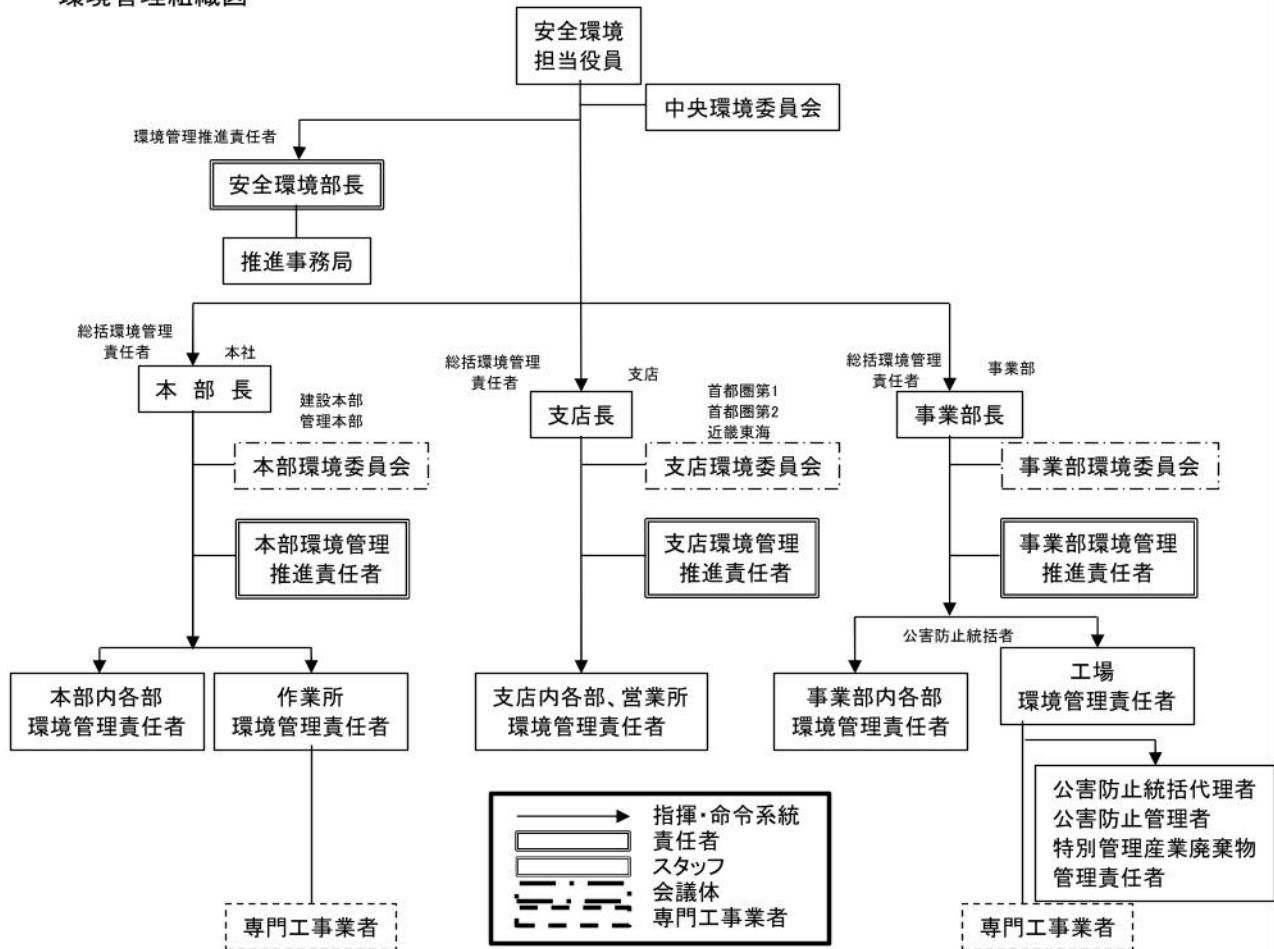 環境管理組織図
安全環境
担当役員
中央環境委員会
環境管理推進責任者
安全環境部長
推進事務局
総括環境管理
責任者
本社
本 部 長
建設本部
管理本部
本部環境委員会
本部環境管理
推進責任者
本部内各部
環境管理責任者
作業所
環境管理責任者
専門工事業者
総括環境管理
責任者
支店
支店長
首都圏第1
首都圏第2
近畿東海
支店環境委員会
支店環境管理
推進責任者
支店内各部、営業所
環境管理責任者
総括環境管理
責任者
事業部
事業部長
事業部環境委員会
事業部環境管理
推進責任者
公害防止統括者
事業部内各部
環境管理責任者
工場
環境管理責任者
公害防止統括代理者
公害防止管理者
特別管理産業廃棄物
管理責任者
専門工事業者
指揮・命令系統
責任者
スタッフ
会議体
専門工事業者